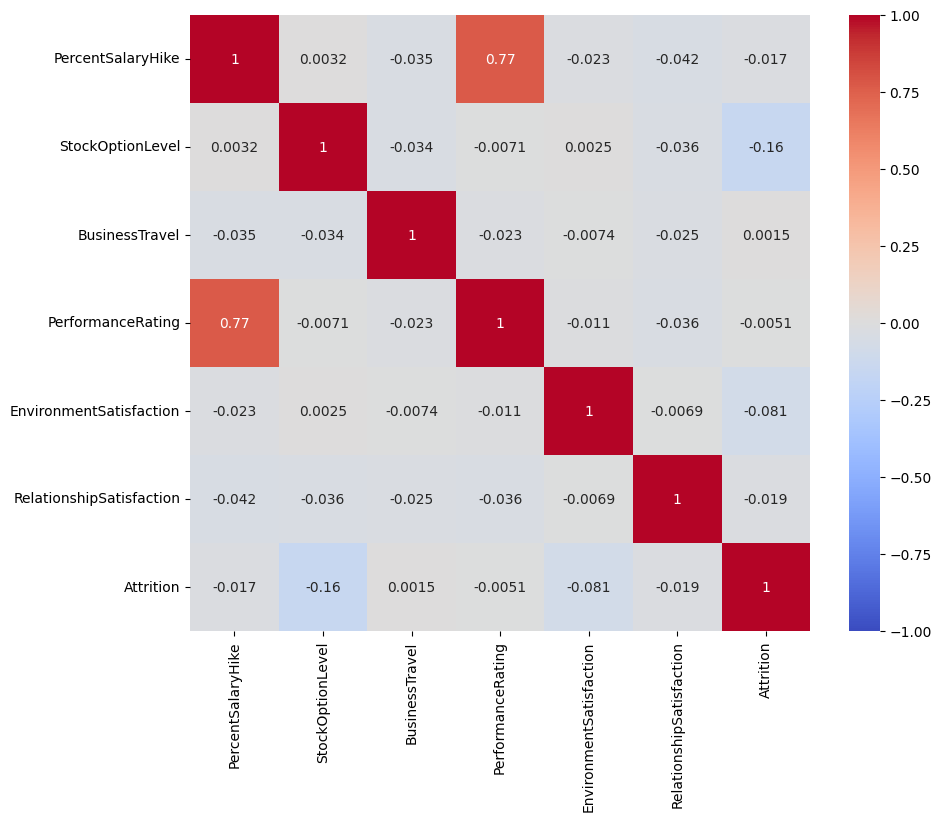 PercentSalaryHike 1 0.0032 -0.035 0.77 -0.023 -0.042 -0.017
StockOptionLevel 0.0032 1 -0.034 -0.0071 0.0025 -0.036 -0.16
BusinessTravel -0.035 -0.034 1 -0.023 -0.0074 -0.025 0.0015
PerformanceRating 0.77 -0.0071 -0.023 1 -0.011 -0.036 -0.0051
EnvironmentSatisfaction -0.023 0.0025 -0.0074 -0.011 1 -0.0069 -0.081
RelationshipSatisfaction -0.042 -0.036 -0.025 -0.036 -0.0069 1 -0.019
Attrition -0.017 -0.16 0.0015 -0.0051 -0.081 -0.019 1
PercentSalaryHike
StockOptionLevel
BusinessTravel
PerformanceRating
EnvironmentSatisfaction
RelationshipSatisfaction
Attrition
1.00
0.75
0.50
0.25
0.00
−0.25
−0.50
−0.75
−1.00